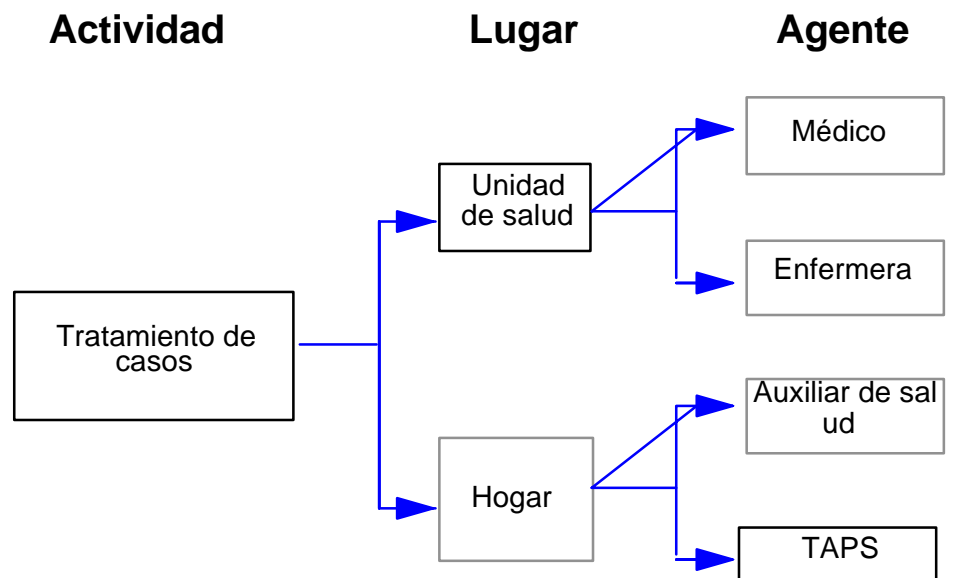 Actividad
Lugar
Agente
Médico
Unidad
de salud
Enfermera
Tratamiento de
casos
Auxiliar de sal
ud
Hogar
TAPS